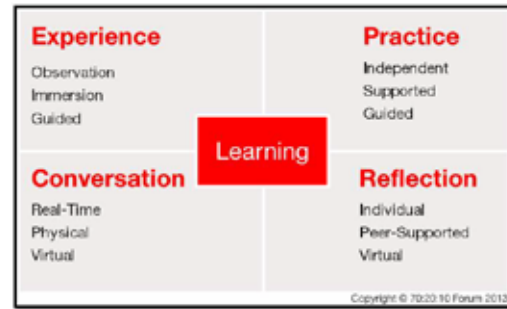 Experience
Observation
Immersion
Guided
Practice
Independent
Supported
Guided
Learning
Conversation
Real-Time
Physical
Virtual
Reflection
Individual
Peer-Supported
Virtual
Copyright © 70:20:10 Forum 2013